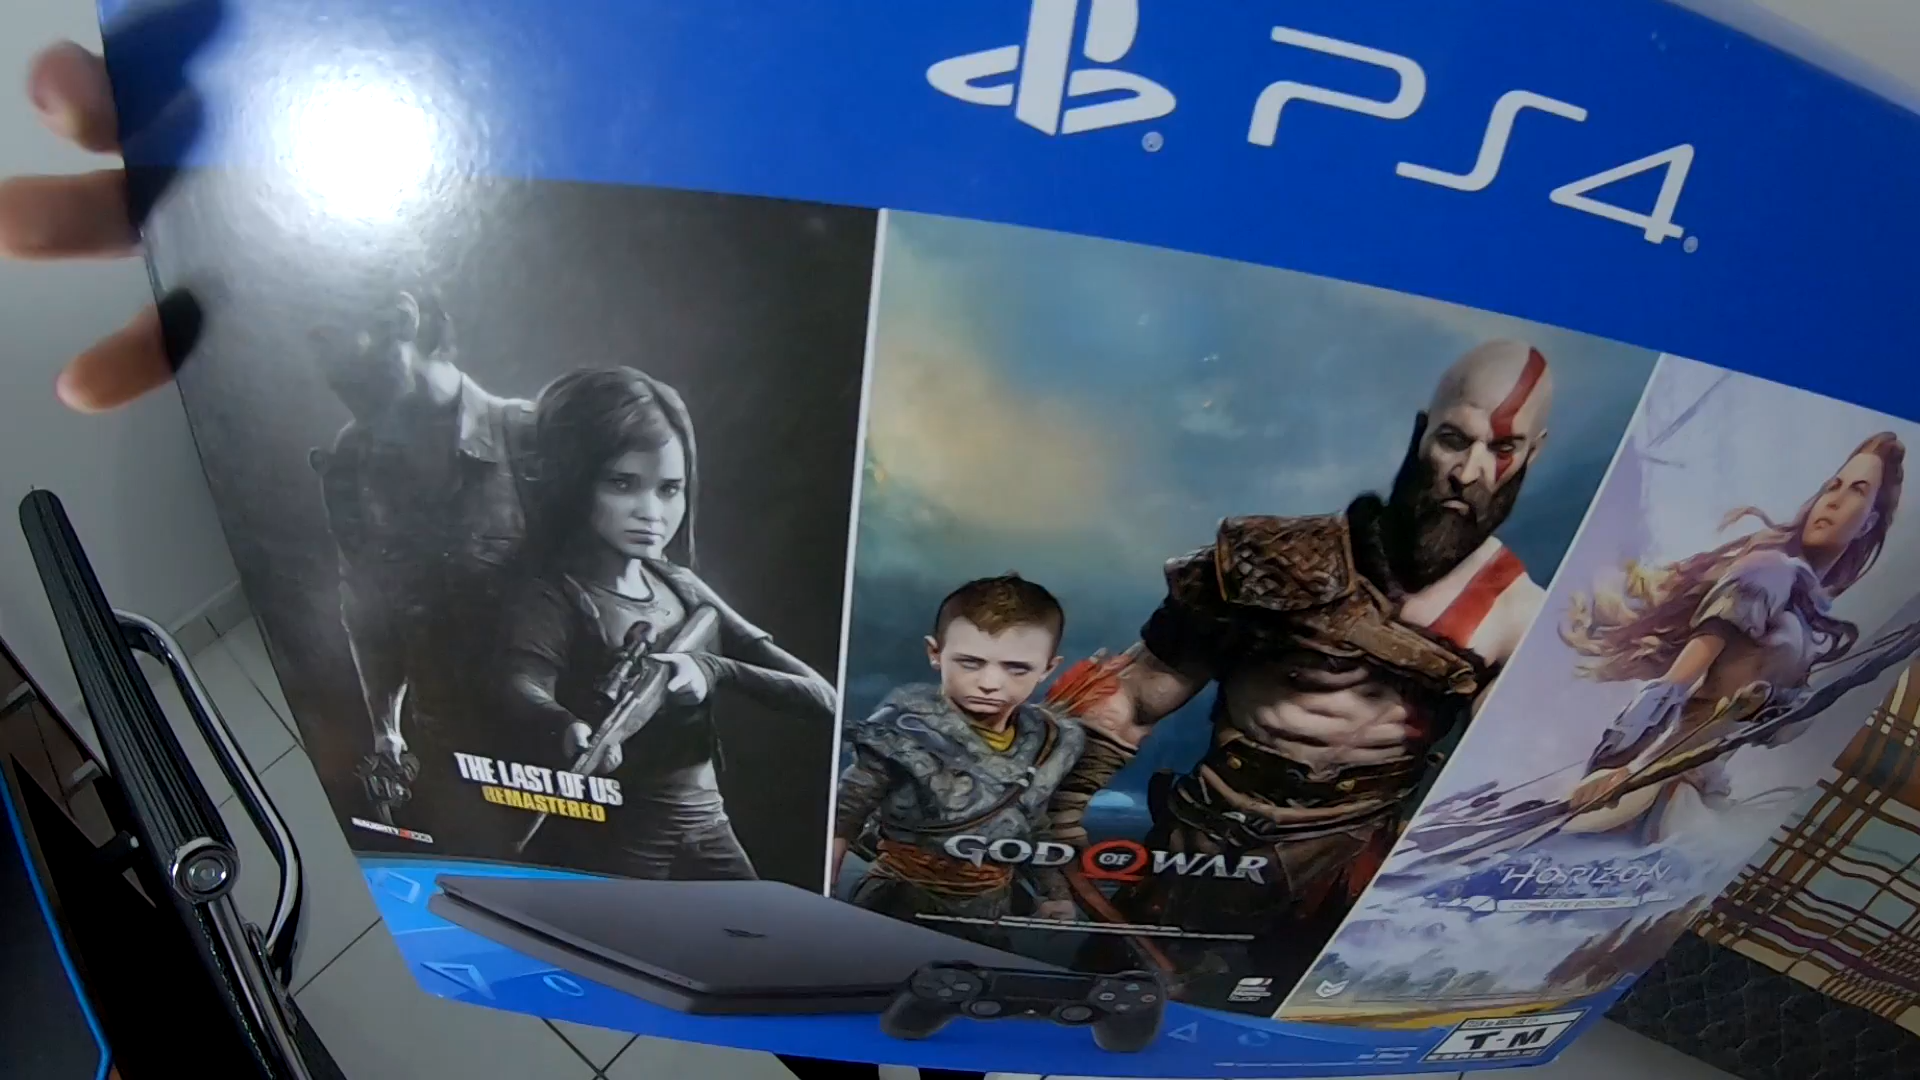 PS4
THE LAST OF US
REMASTERED
GOD OF WAR
HORIZON
COMPLETE EDITION
T-M